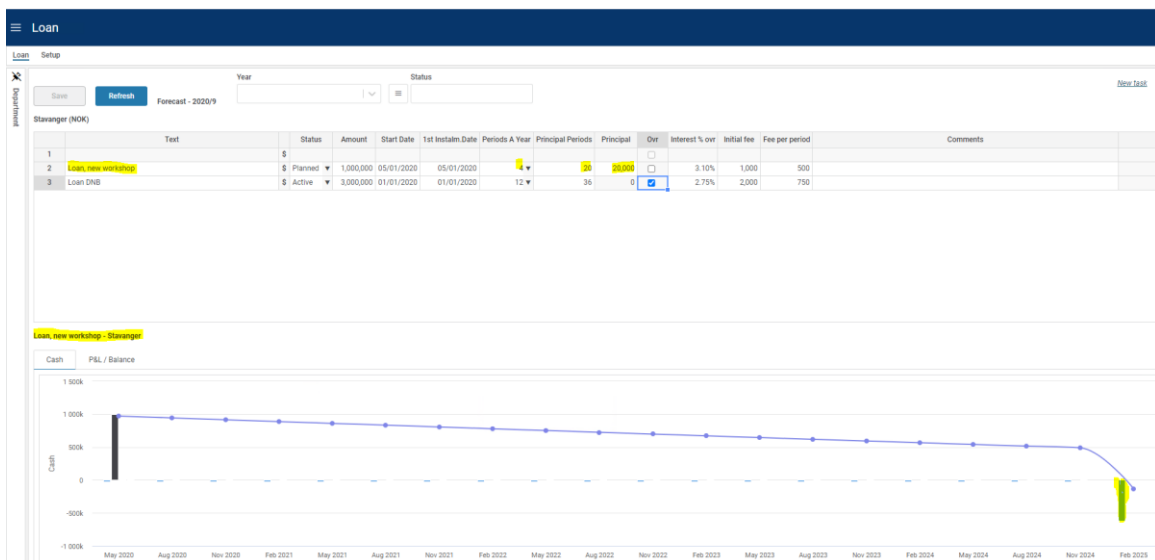 Loan
Loan Setup
Department
Year Status
Save Refresh Forecast - 2020/9
New task
Stavanger (NOK)
Text Status Amount Start Date 1st Instalm.Date Periods A Year Principal Periods Principal Ovr Interest % ovr Initial fee Fee per period Comments
1 $
2 Loan, new workshop $ Planned 1,000,000 05/01/2020 05/01/2020 4 20 20,000 3.10% 1,000 500
3 Loan DNB $ Active 3,000,000 01/01/2020 01/01/2020 12 36 0 2.75% 2,000 750
Loan, new workshop - Stavanger
Cash P&L / Balance
1 500k
1 000k
500k
0
-500k
-1 000k
Cash
May 2020 Aug 2020 Nov 2020 Feb 2021 May 2021 Aug 2021 Nov 2021 Feb 2022 May 2022 Aug 2022 Nov 2022 Feb 2023 May 2023 Aug 2023 Nov 2023 Feb 2024 May 2024 Aug 2024 Nov 2024 Feb 2025